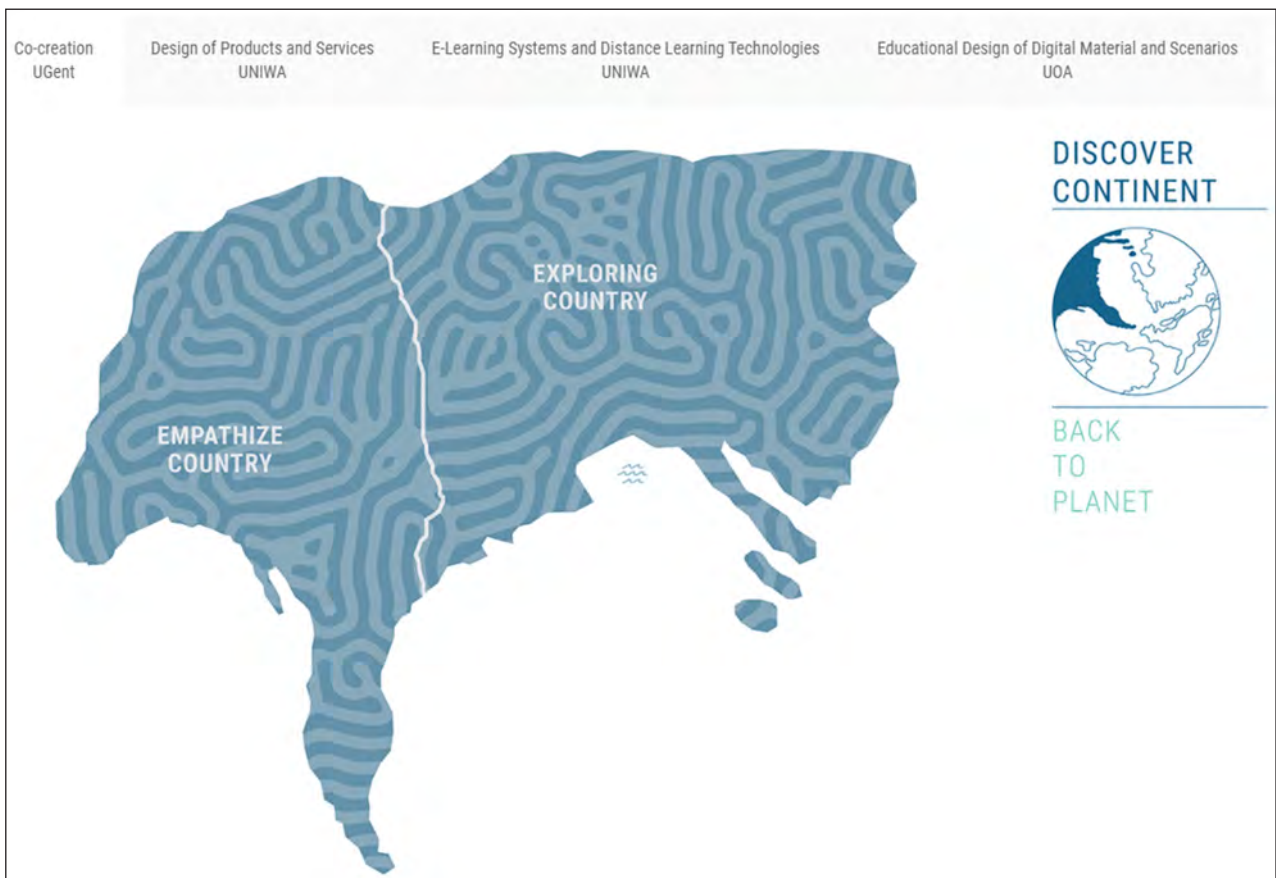 Co-creation
UGent
Design of Products and Services
UNIWA
E-Learning Systems and Distance Learning Technologies
UNIWA
Educational Design of Digital Material and Scenarios
UOA
DISCOVER
CONTINENT
EXPLORING
COUNTRY
EMPATHIZE
COUNTRY
BACK
TO
PLANET